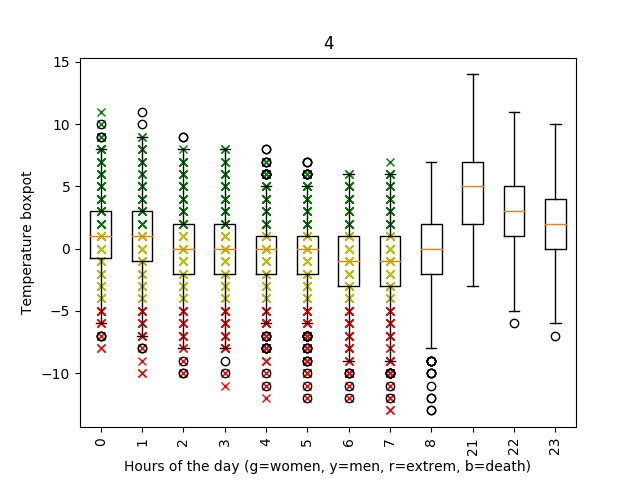 4
15
10
5
0
−5
−10
Temperature boxpot
0 1 2 3 4 5 6 7 8 21 22 23
Hours of the day (g=women, y=men, r=extrem, b=death)